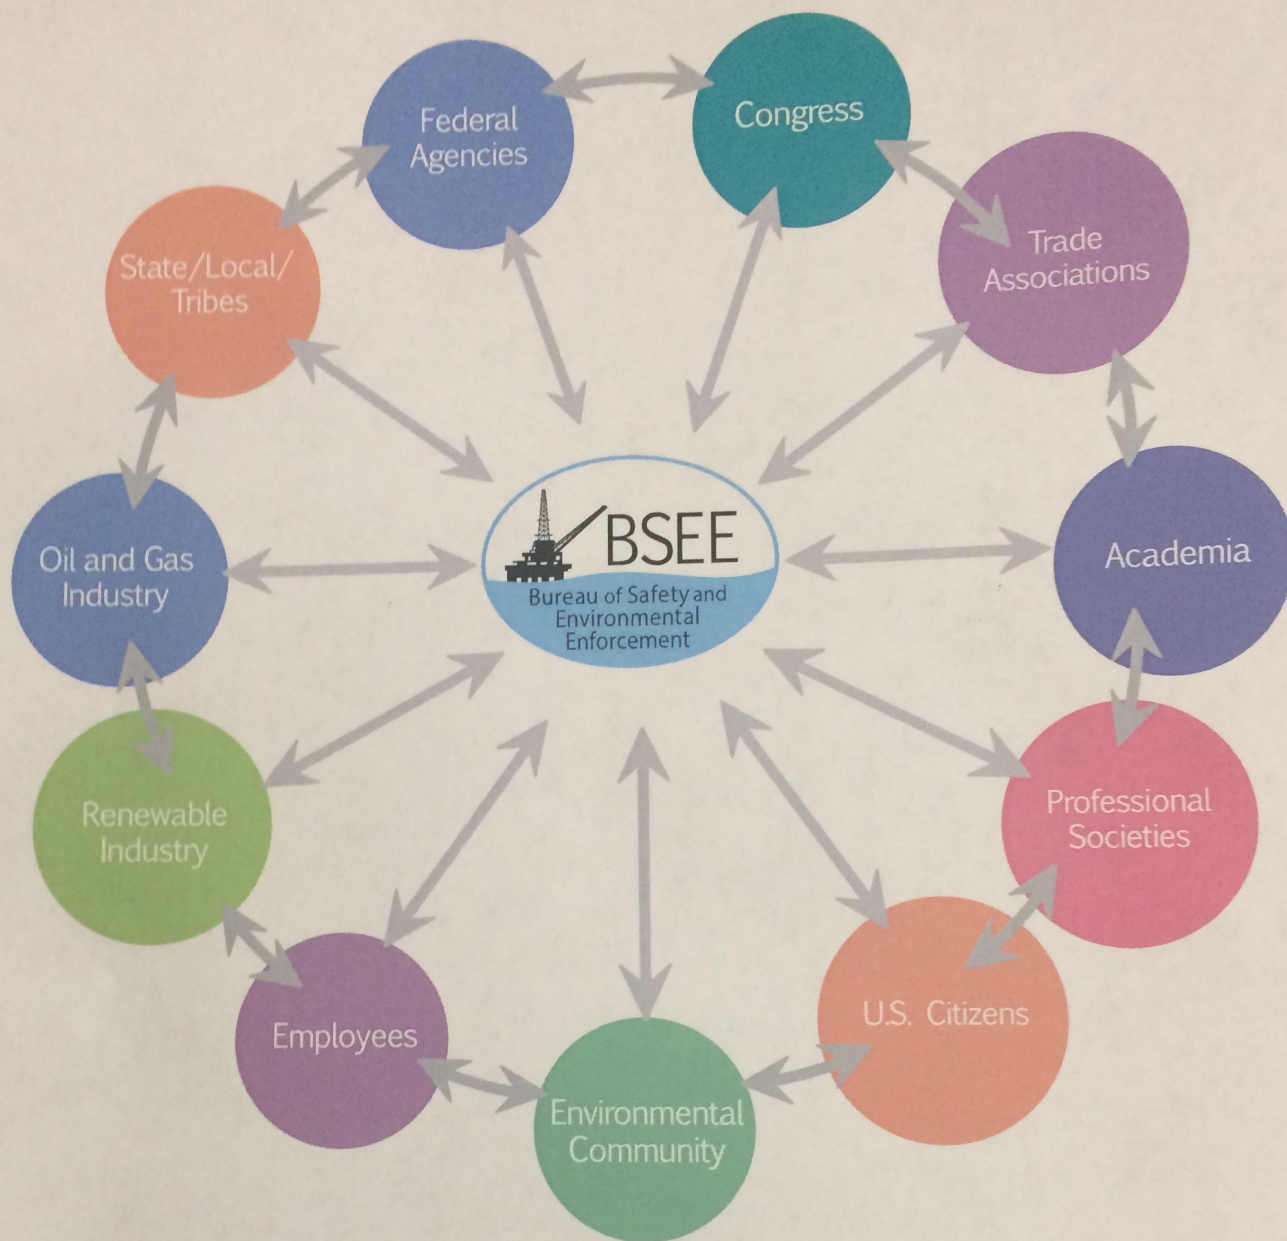 Federal
Agencies
Congress
Trade
Associations
State/Local/
Tribes
Oil and Gas
Industry
BSEE
Bureau of Safety and
Environmental
Enforcement
Academia
Renewable
Industry
Professional
Societies
Employees
U.S. Citizens
Environmental
Community